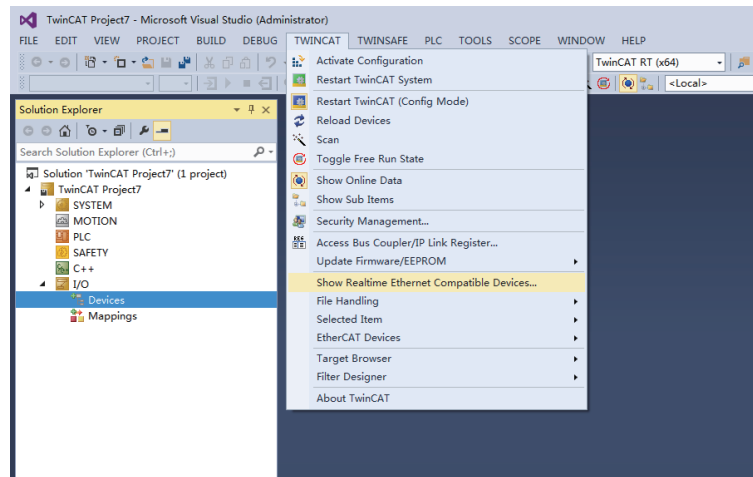 TwinCAT Project7 - Microsoft Visual Studio (Administrator)
FILE EDIT VIEW PROJECT BUILD DEBUG TWINCAT TWINSAFE PLC TOOLS SCOPE WINDOW HELP
TwinCAT RT (x64)
<Local>
Solution Explorer
Search Solution Explorer (Ctrl+;)
Solution 'TwinCAT Project7' (1 project)
TwinCAT Project7
SYSTEM
MOTION
PLC
SAFETY
C++
I/O
Devices
Mappings
Activate Configuration
Restart TwinCAT System
Restart TwinCAT (Config Mode)
Reload Devices
Scan
Toggle Free Run State
Show Online Data
Show Sub Items
Security Management...
Access Bus Coupler/IP Link Register...
Update Firmware/EEPROM
Show Realtime Ethernet Compatible Devices...
File Handling
Selected Item
EtherCAT Devices
Target Browser
Filter Designer
About TwinCAT